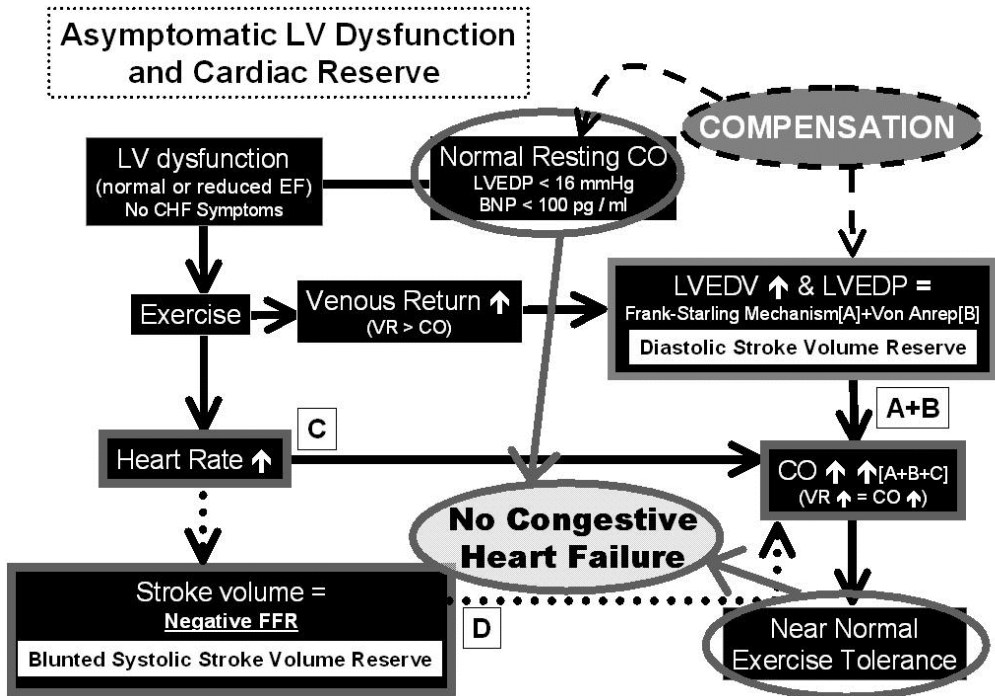 Asymptomatic LV Dysfunction
and Cardiac Reserve
COMPENSATION
LV dysfunction
(normal or reduced EF)
No CHF Symptoms
Normal Resting CO
LVEDP < 16 mmHg
BNP < 100 pg / ml
Exercise
Venous Return ↑
(VR > CO)
LVEDV ↑ & LVEDP =
Frank-Starling Mechanism[A]+Von Anrep[B]
Diastolic Stroke Volume Reserve
A+B
C
Heart Rate ↑
CO ↑ ↑[A+B+C]
(VR ↑ = CO ↑)
No Congestive
Heart Failure
Stroke volume =
Negative FFR
Blunted Systolic Stroke Volume Reserve
D
Near Normal
Exercise Tolerance